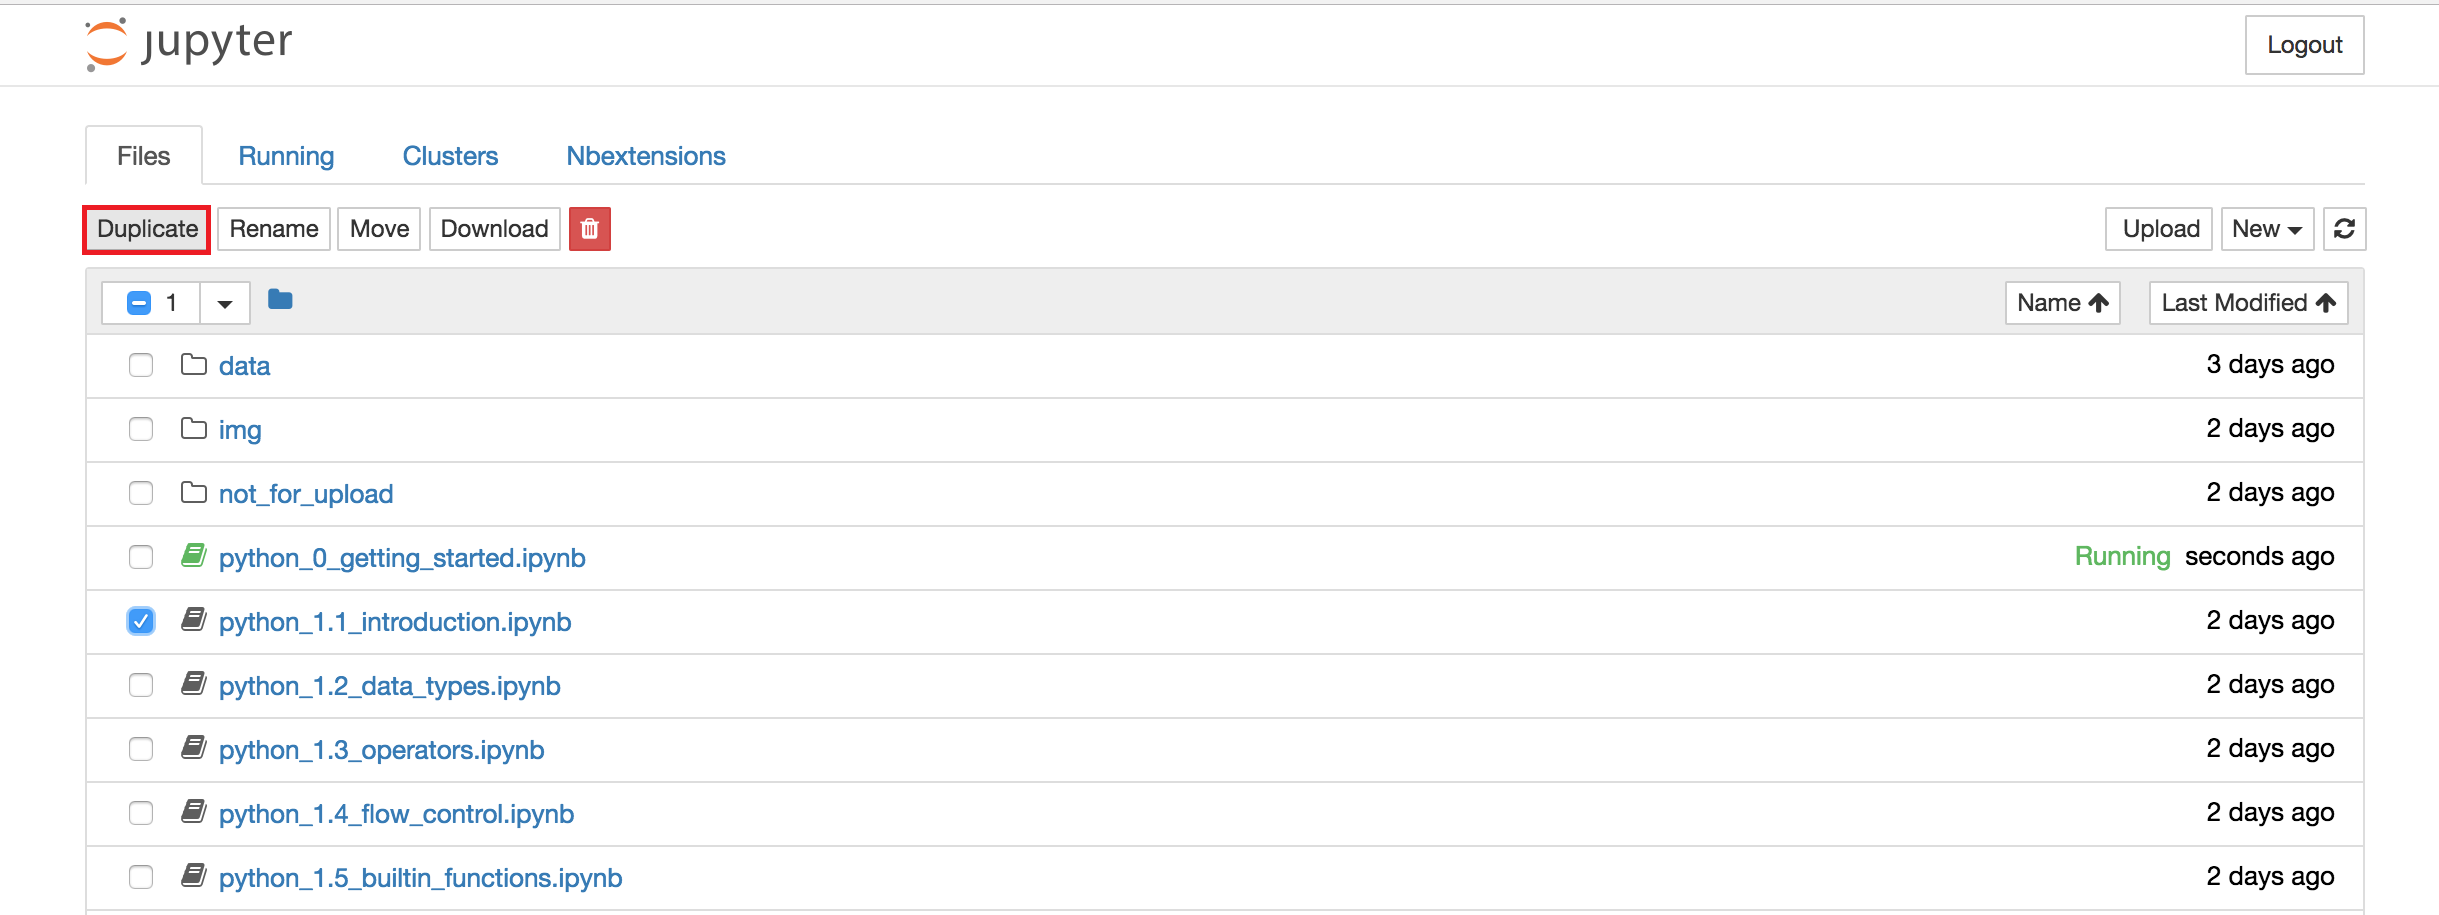 jupyter
Logout
Files Running Clusters Nbextensions
Duplicate Rename Move Download Upload New
1 Name Last Modified
data 3 days ago
img 2 days ago
not_for_upload 2 days ago
python_0_getting_started.ipynb Running seconds ago
python_1.1_introduction.ipynb 2 days ago
python_1.2_data_types.ipynb 2 days ago
python_1.3_operators.ipynb 2 days ago
python_1.4_flow_control.ipynb 2 days ago
python_1.5_builtin_functions.ipynb 2 days ago